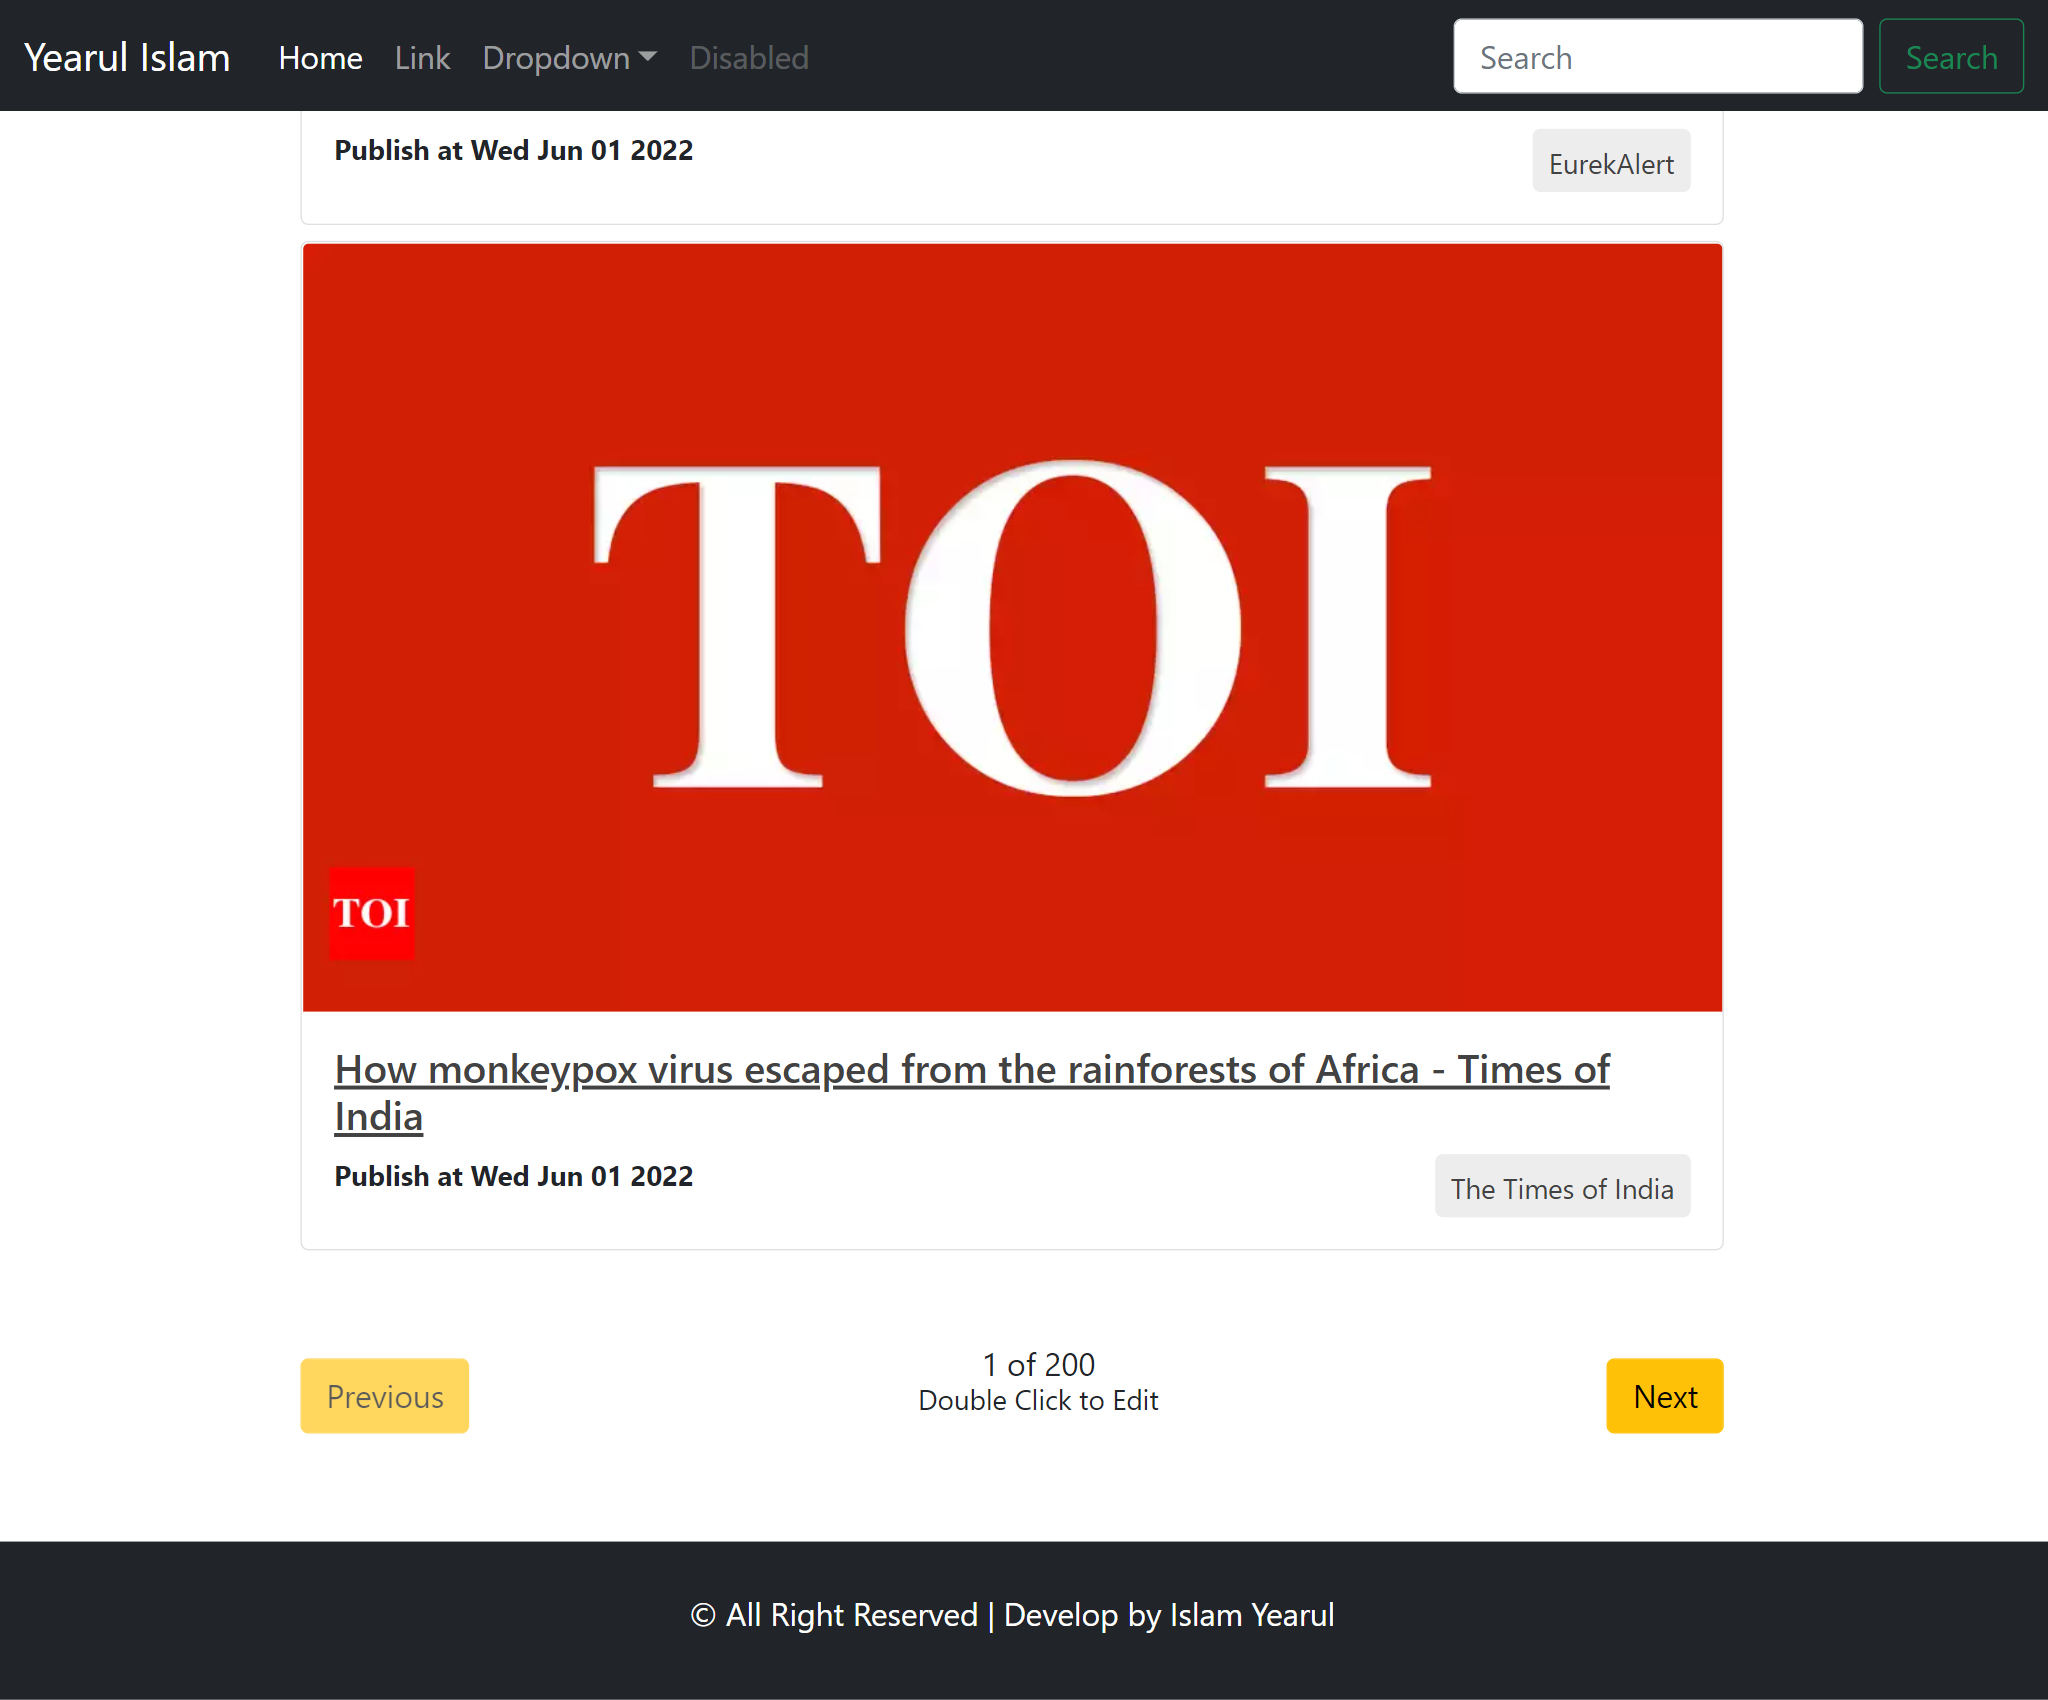 Yearul Islam Home Link Dropdown Disabled Search Search
Publish at Wed Jun 01 2022 EurekAlert
TOI
TOI
How monkeypox virus escaped from the rainforests of Africa - Times of
India
Publish at Wed Jun 01 2022 The Times of India
1 of 200
Previous Double Click to Edit Next
© All Right Reserved | Develop by Islam Yearul